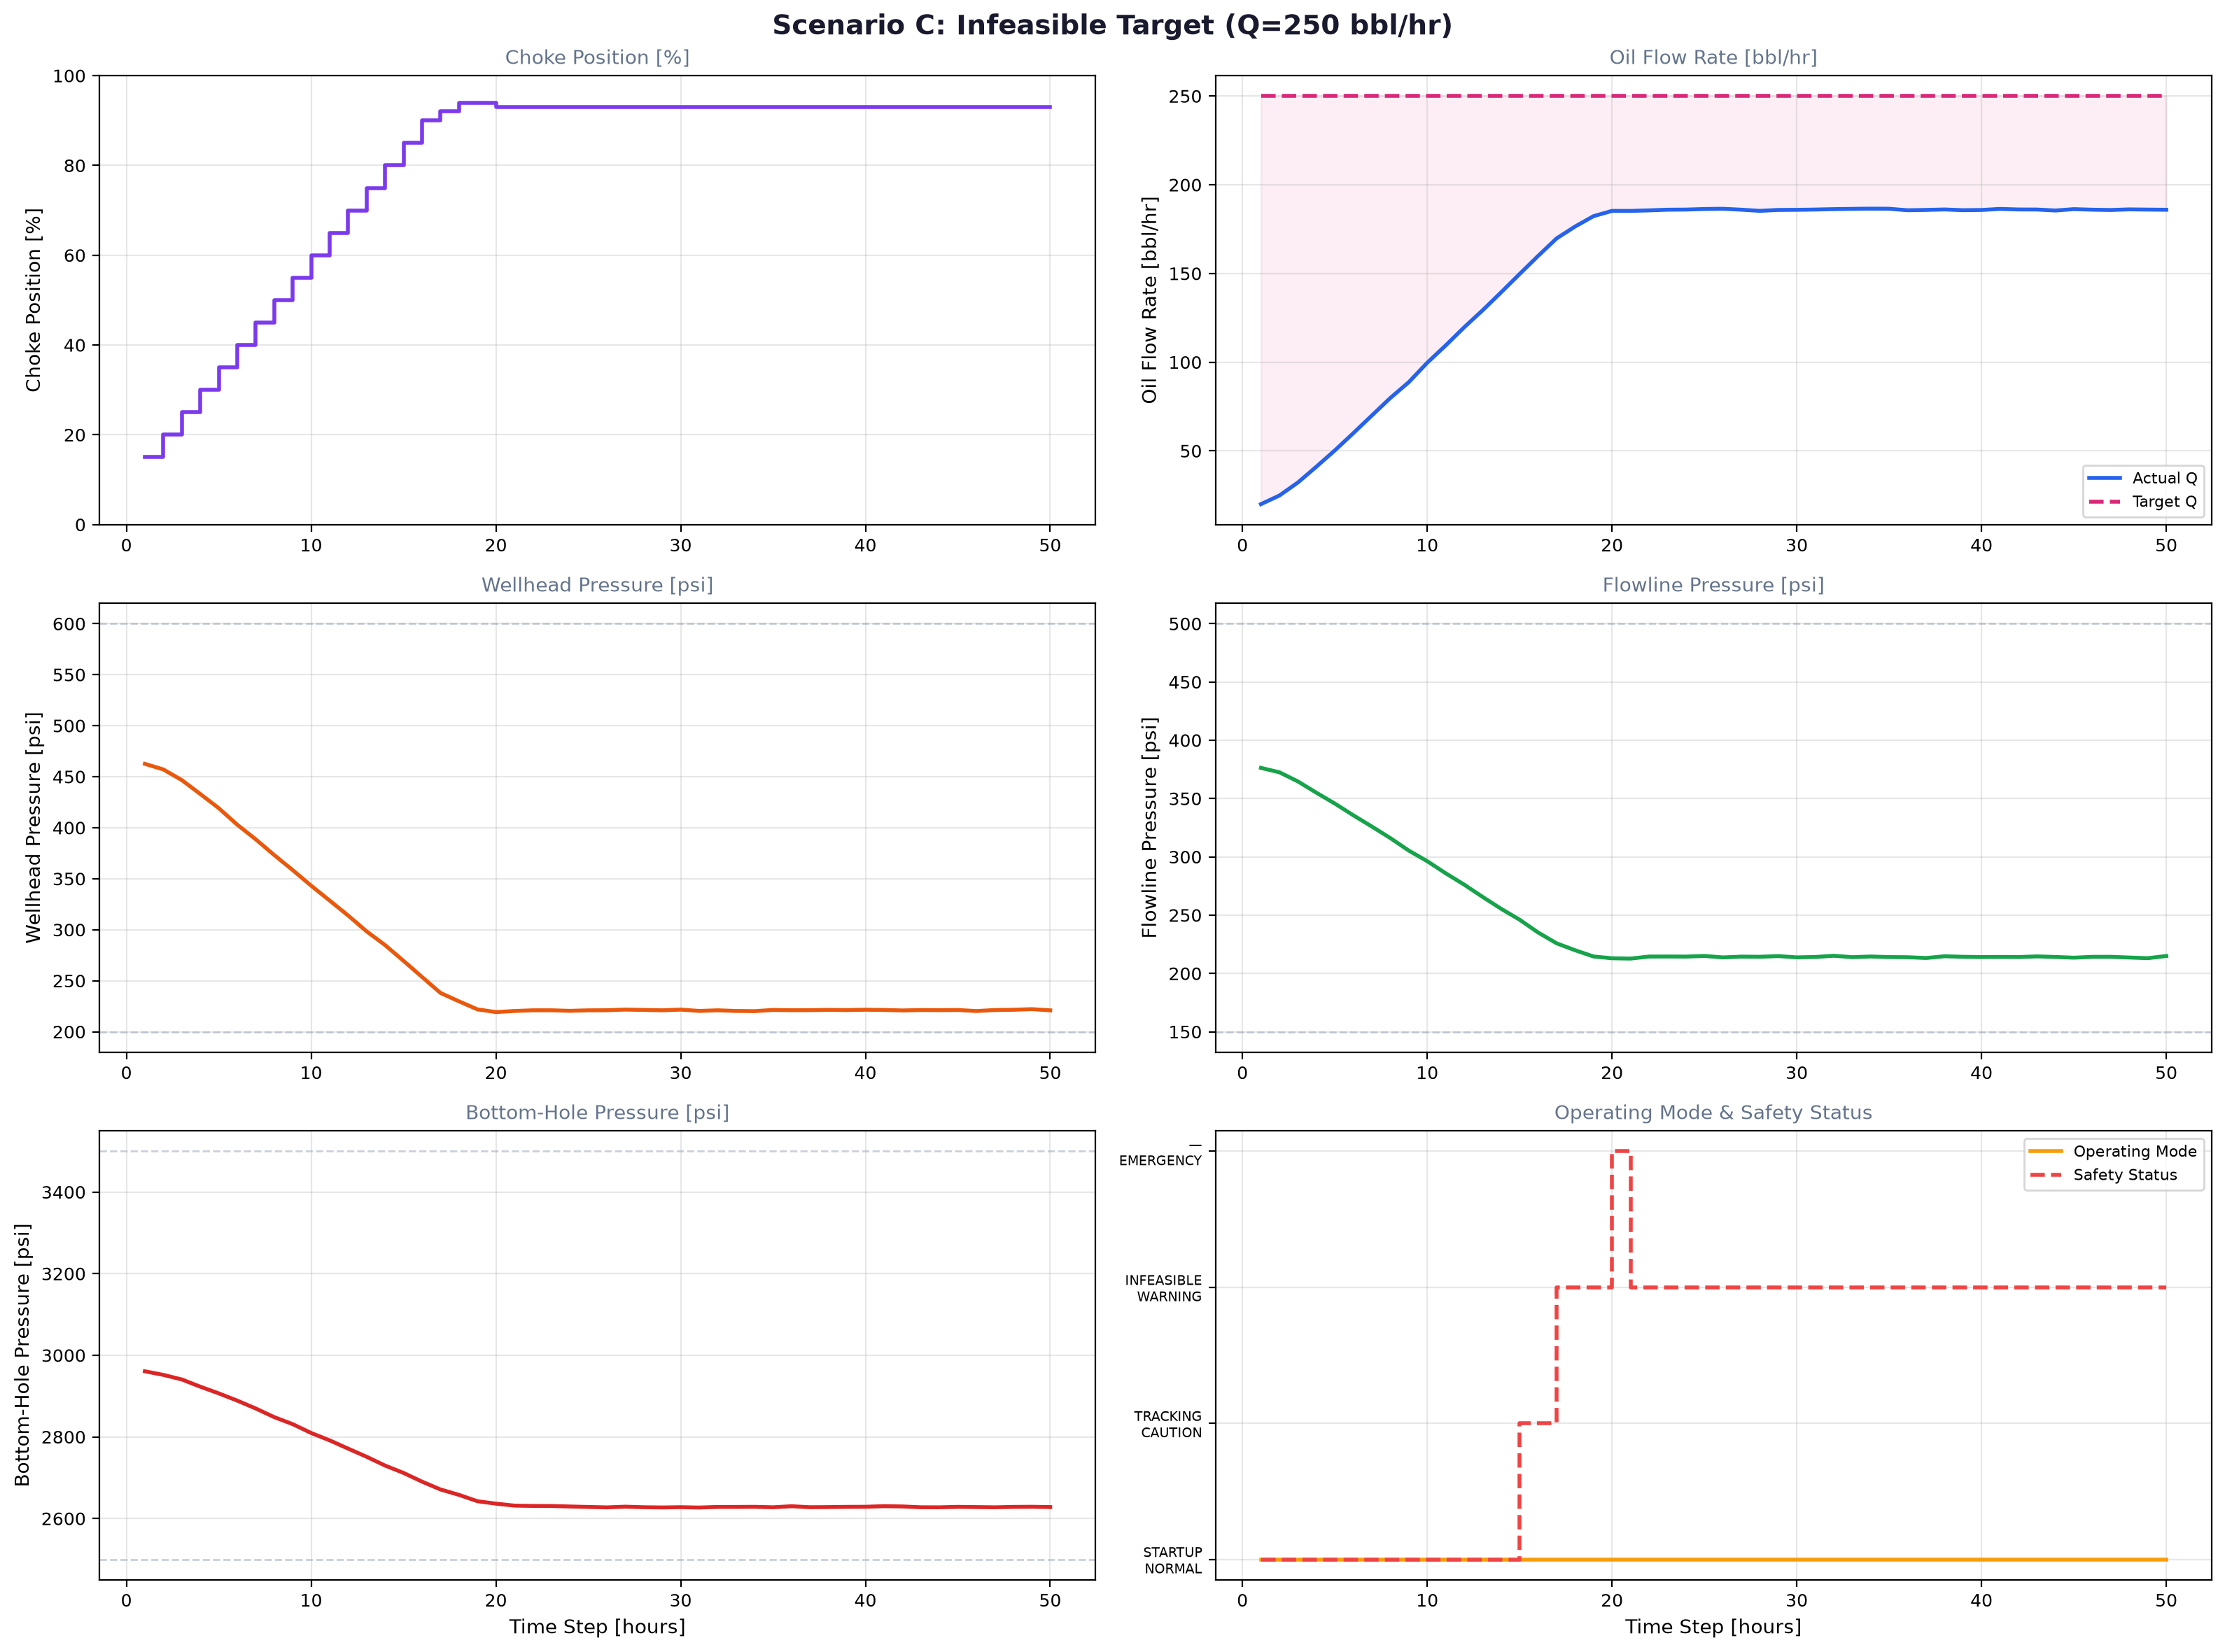 Scenario C: Infeasible Target (Q=250 bbl/hr)
Choke Position [%]
Choke Position [%]
100
80
60
40
20
0
0 10 20 30 40 50
Oil Flow Rate [bbl/hr]
Oil Flow Rate [bbl/hr]
250
200
150
100
50
Actual Q
Target Q
0 10 20 30 40 50
Wellhead Pressure [psi]
Wellhead Pressure [psi]
600
550
500
450
400
350
300
250
200
0 10 20 30 40 50
Flowline Pressure [psi]
Flowline Pressure [psi]
500
450
400
350
300
250
200
150
0 10 20 30 40 50
Bottom-Hole Pressure [psi]
Bottom-Hole Pressure [psi]
3400
3200
3000
2800
2600
0 10 20 30 40 50
Time Step [hours]
Operating Mode & Safety Status
—
EMERGENCY
INFEASIBLE
WARNING
TRACKING
CAUTION
STARTUP
NORMAL
Operating Mode
Safety Status
0 10 20 30 40 50
Time Step [hours]